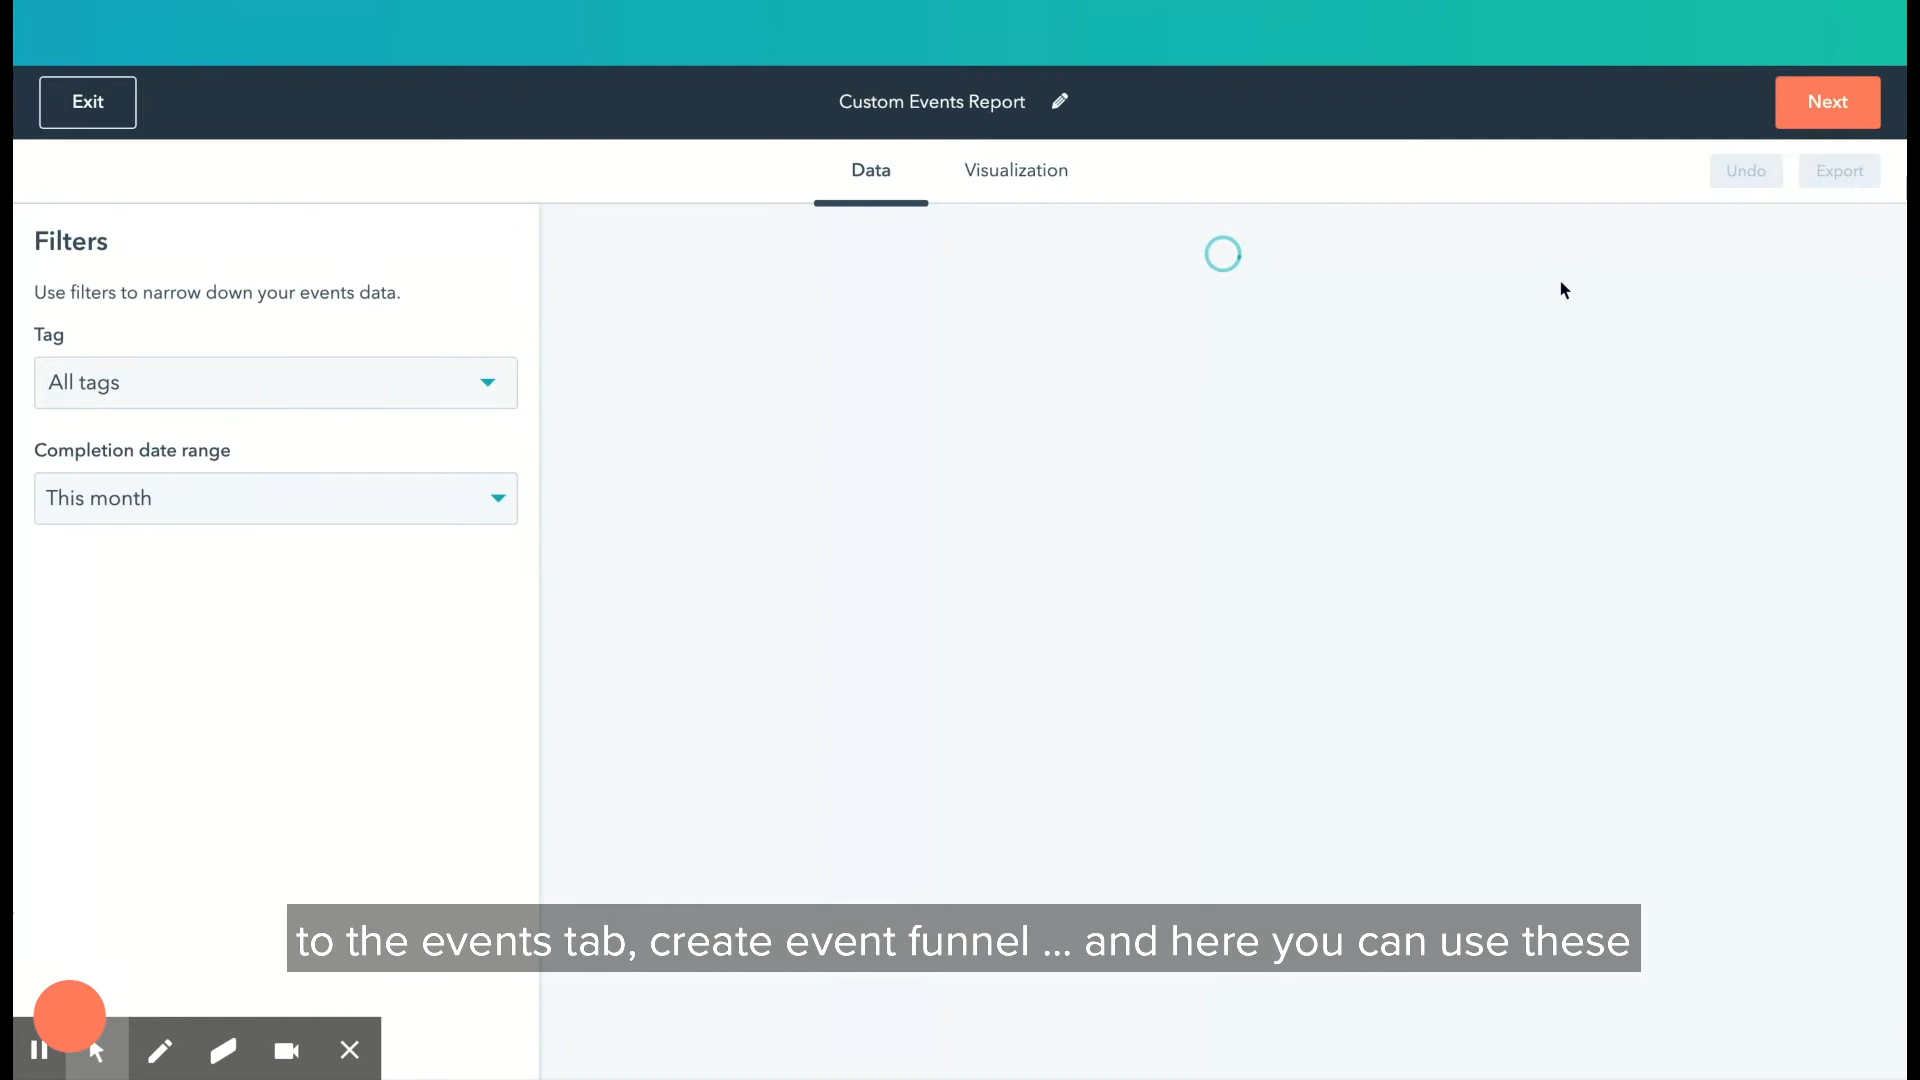 Exit
Custom Events Report
Next
Data
Visualization
Undo
Export
Filters
Use filters to narrow down your events data.
Tag
All tags
Completion date range
This month
to the events tab, create event funnel ... and here you can use these